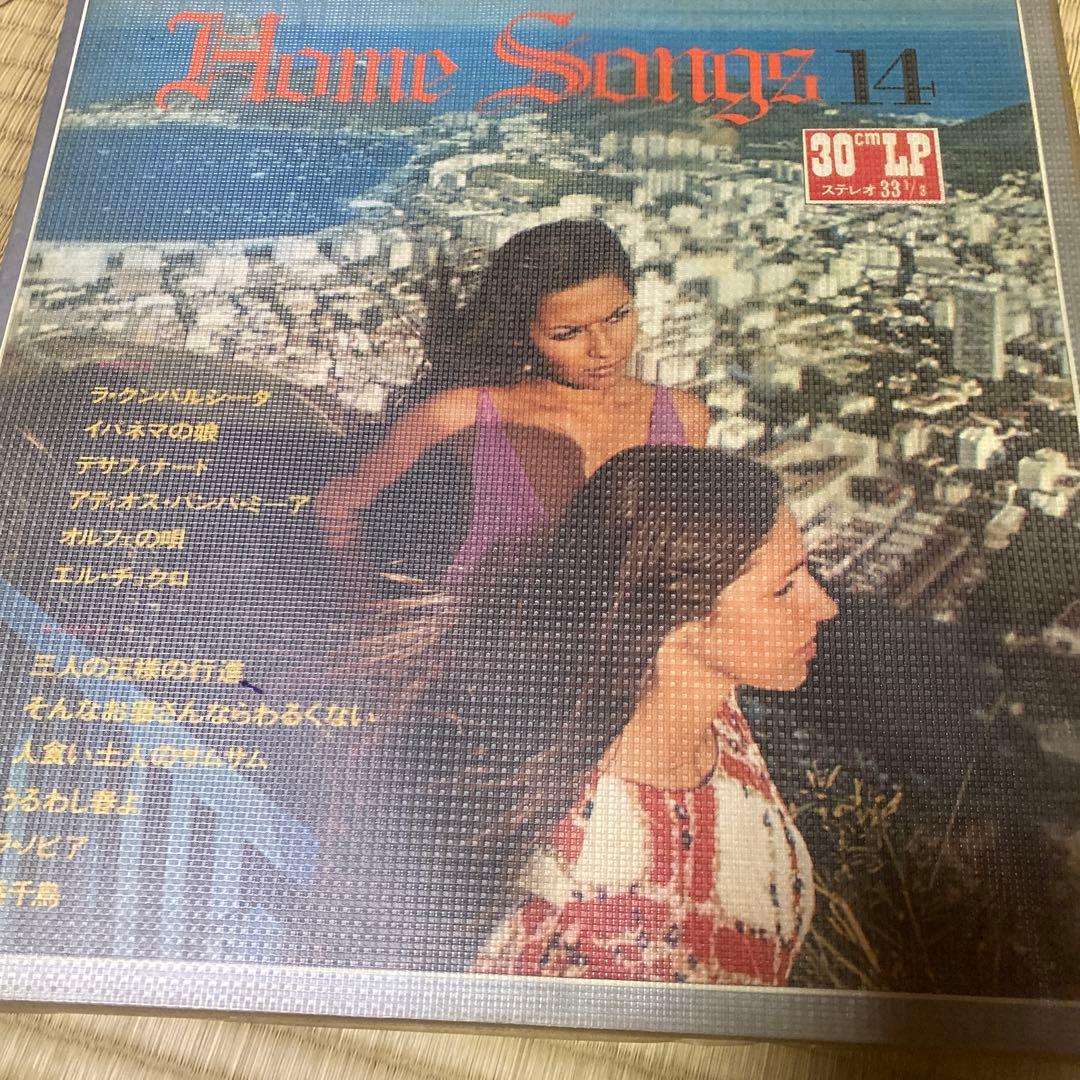 Home Songs 14
30cm LP
ステレオ 33 1/3
ラ・クンパルシータ
イパネマの娘
デサフィナード
アディオス・パンパ・ミーア
オルフェの唄
エル・チョクロ
三人の王様の行進
そんなお婆さんならわるくない
人食い土人のサムサム
うるわし春よ
ラ・ノビア
千鳥